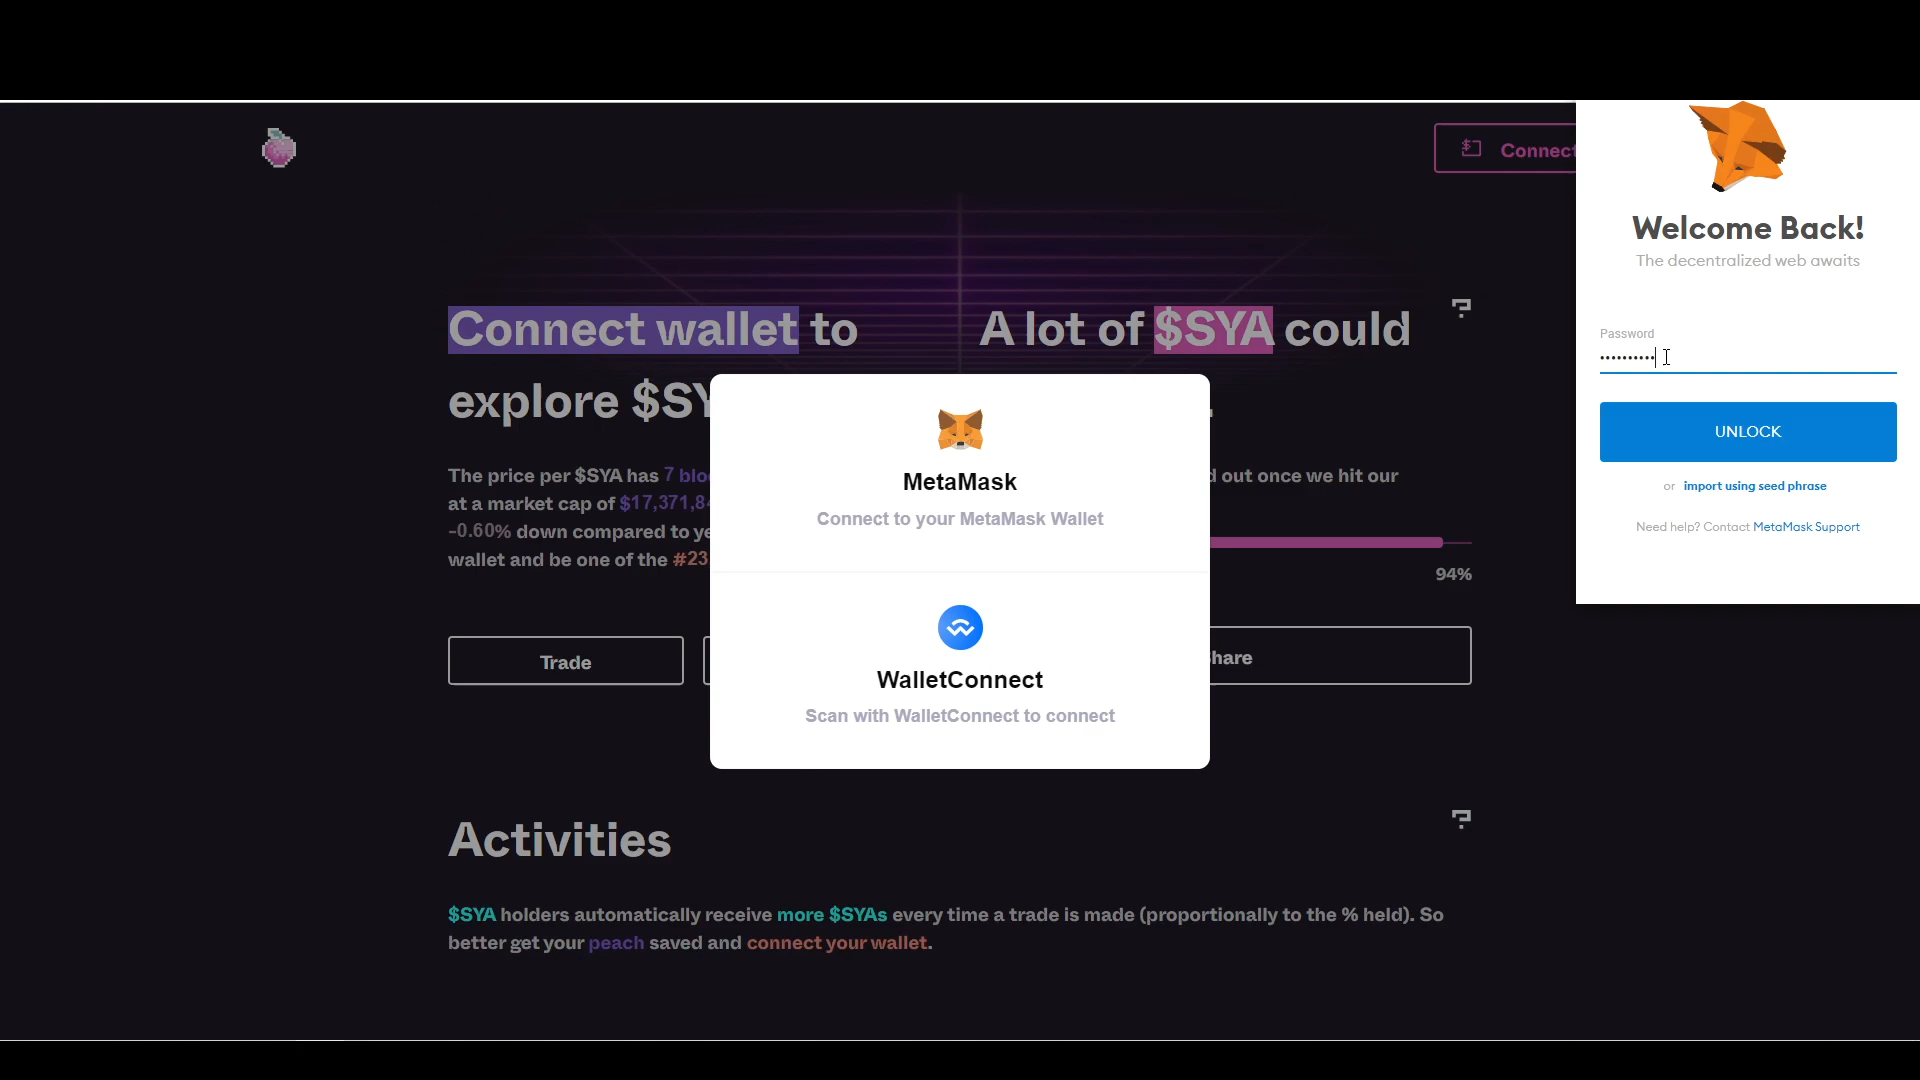 Connect
Connect wallet to
explore $SY
The price per $SYA has 7
at a market cap of $17,371,8
-0.60% down compared to
wallet and be one of the #23
Trade
A lot of $SYA could
out once we hit our
94%
MetaMask
Connect to your MetaMask Wallet
WalletConnect
Scan with WalletConnect to connect
Activities
$SYA holders automatically receive more $SYAs every time a trade is made (proportionally to the % held). So
better get your peach saved and connect your wallet.
Welcome Back!
The decentralized web awaits
Password
UNLOCK
or import using seed phrase
Need help? Contact MetaMask Support